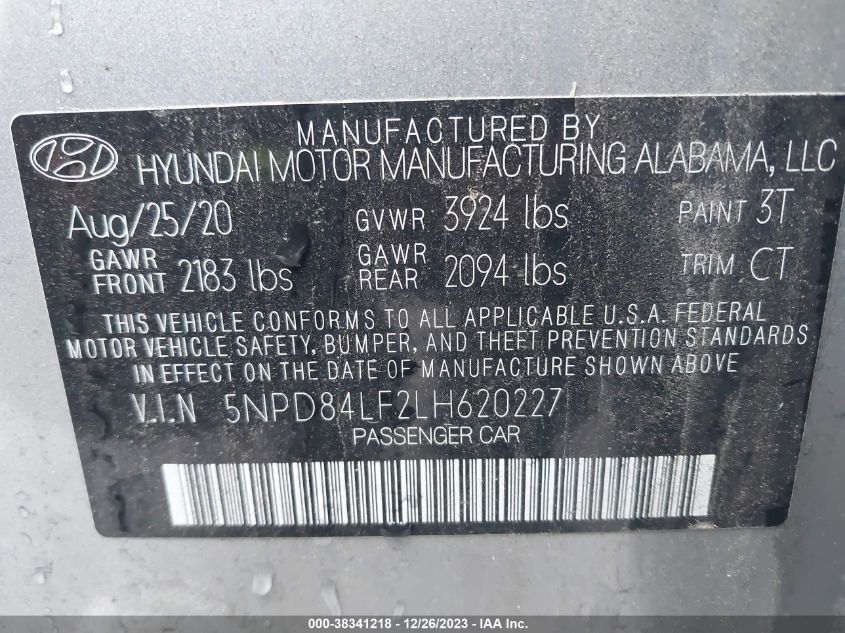 MANUFACTURED BY
HYUNDAI MOTOR MANUFACTURING ALABAMA, LLC
Aug/25/20 GVWR 3924 lbs PAINT 3T
GAWR FRONT 2183 lbs GAWR REAR 2094 lbs TRIM CT
THIS VEHICLE CONFORMS TO ALL APPLICABLE U.S.A. FEDERAL
MOTOR VEHICLE SAFETY, BUMPER, AND THEFT PREVENTION STANDARDS
IN EFFECT ON THE DATE OF MANUFACTURE SHOWN ABOVE
V.I.N 5NPD84LF2LH620227
PASSENGER CAR
000-38341218 - 12/26/2023 - IAA Inc.